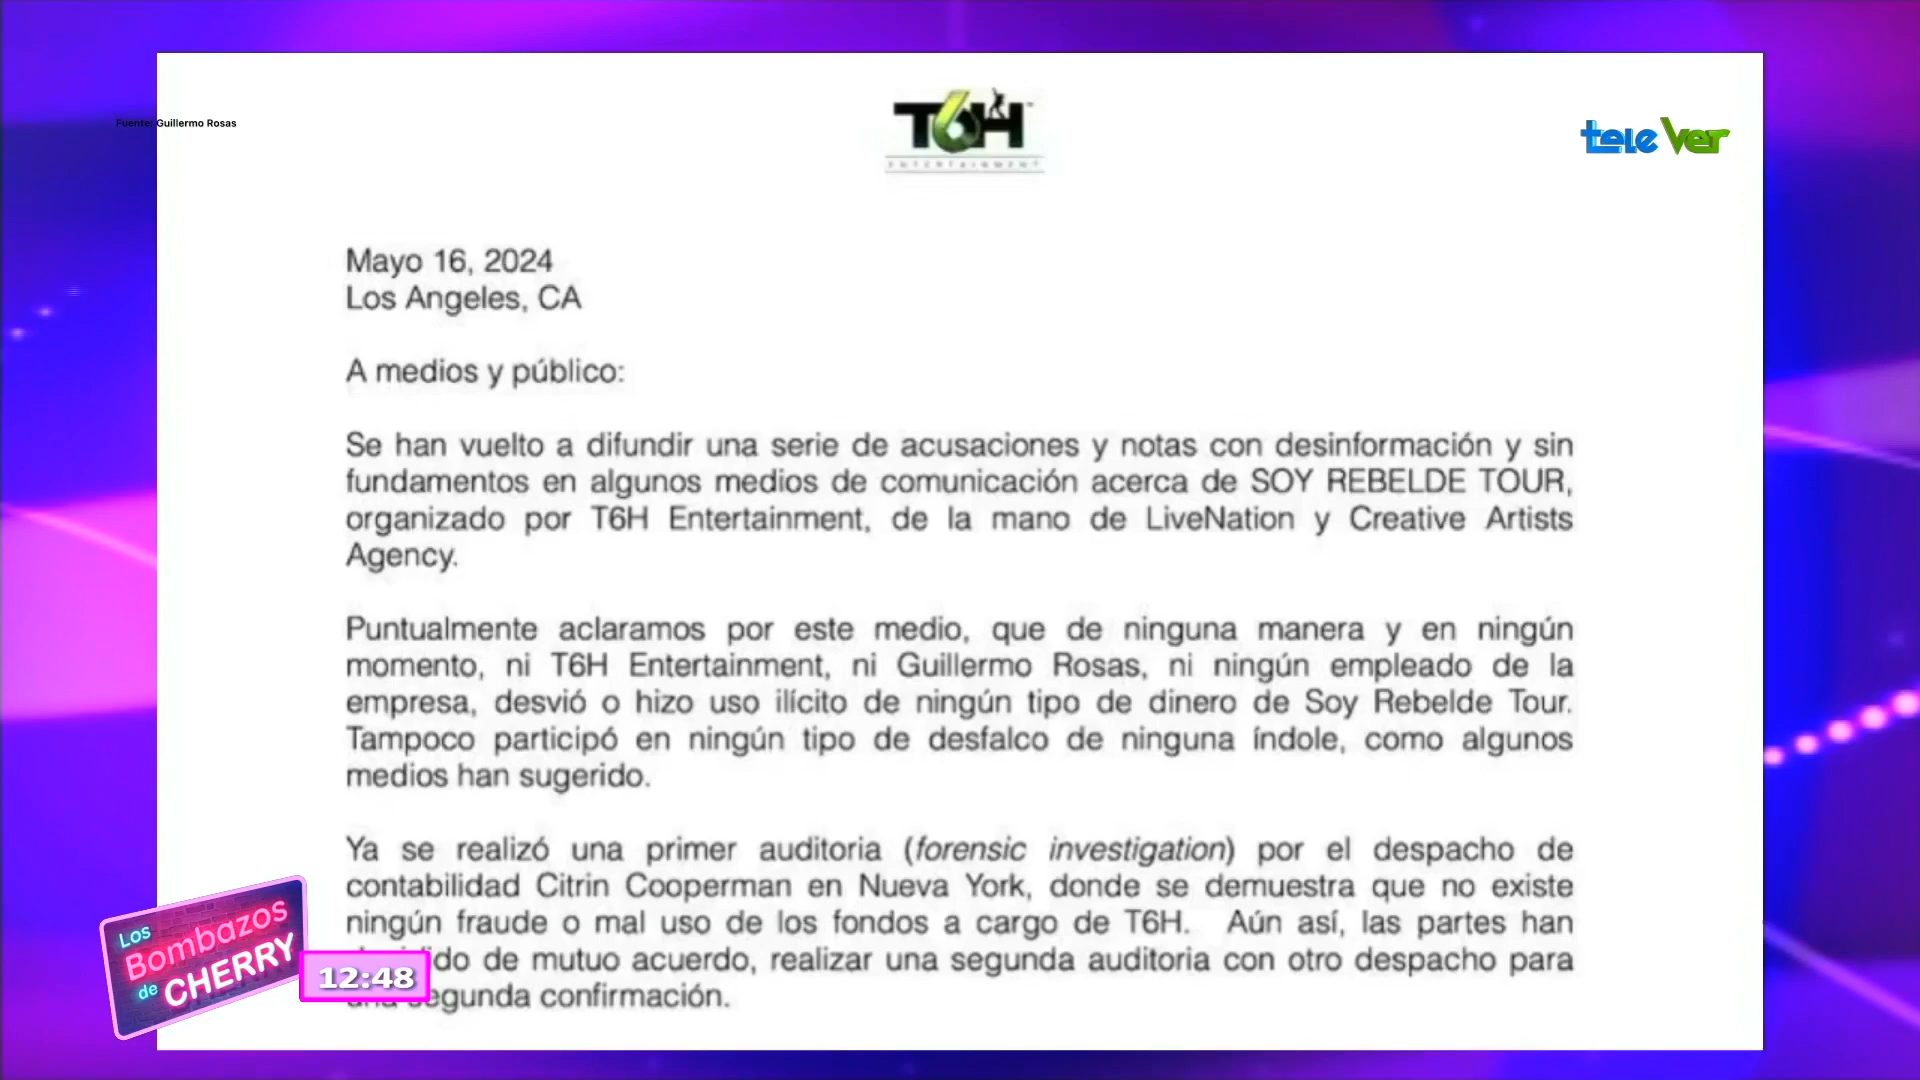 T6H
ENTERTAINMENT
Fuente: Guillermo Rosas
teleVer
Mayo 16, 2024
Los Angeles, CA
A medios y público:
Se han vuelto a difundir una serie de acusaciones y notas con desinformación y sin
fundamentos en algunos medios de comunicación acerca de SOY REBELDE TOUR,
organizado por T6H Entertainment, de la mano de LiveNation y Creative Artists
Agency.
Puntualmente aclaramos por este medio, que de ninguna manera y en ningún
momento, ni T6H Entertainment, ni Guillermo Rosas, ni ningún empleado de la
empresa, desvió o hizo uso ilícito de ningún tipo de dinero de Soy Rebelde Tour.
Tampoco participó en ningún tipo de desfalco de ninguna índole, como algunos
medios han sugerido.
Ya se realizó una primer auditoria (forensic investigation) por el despacho de
contabilidad Citrin Cooperman en Nueva York, donde se demuestra que no existe
ningún fraude o mal uso de los fondos a cargo de T6H. Aún así, las partes han
de mutuo acuerdo, realizar una segunda auditoria con otro despacho para
confirmación.
Los
Bombazos
de CHERRY
12:48